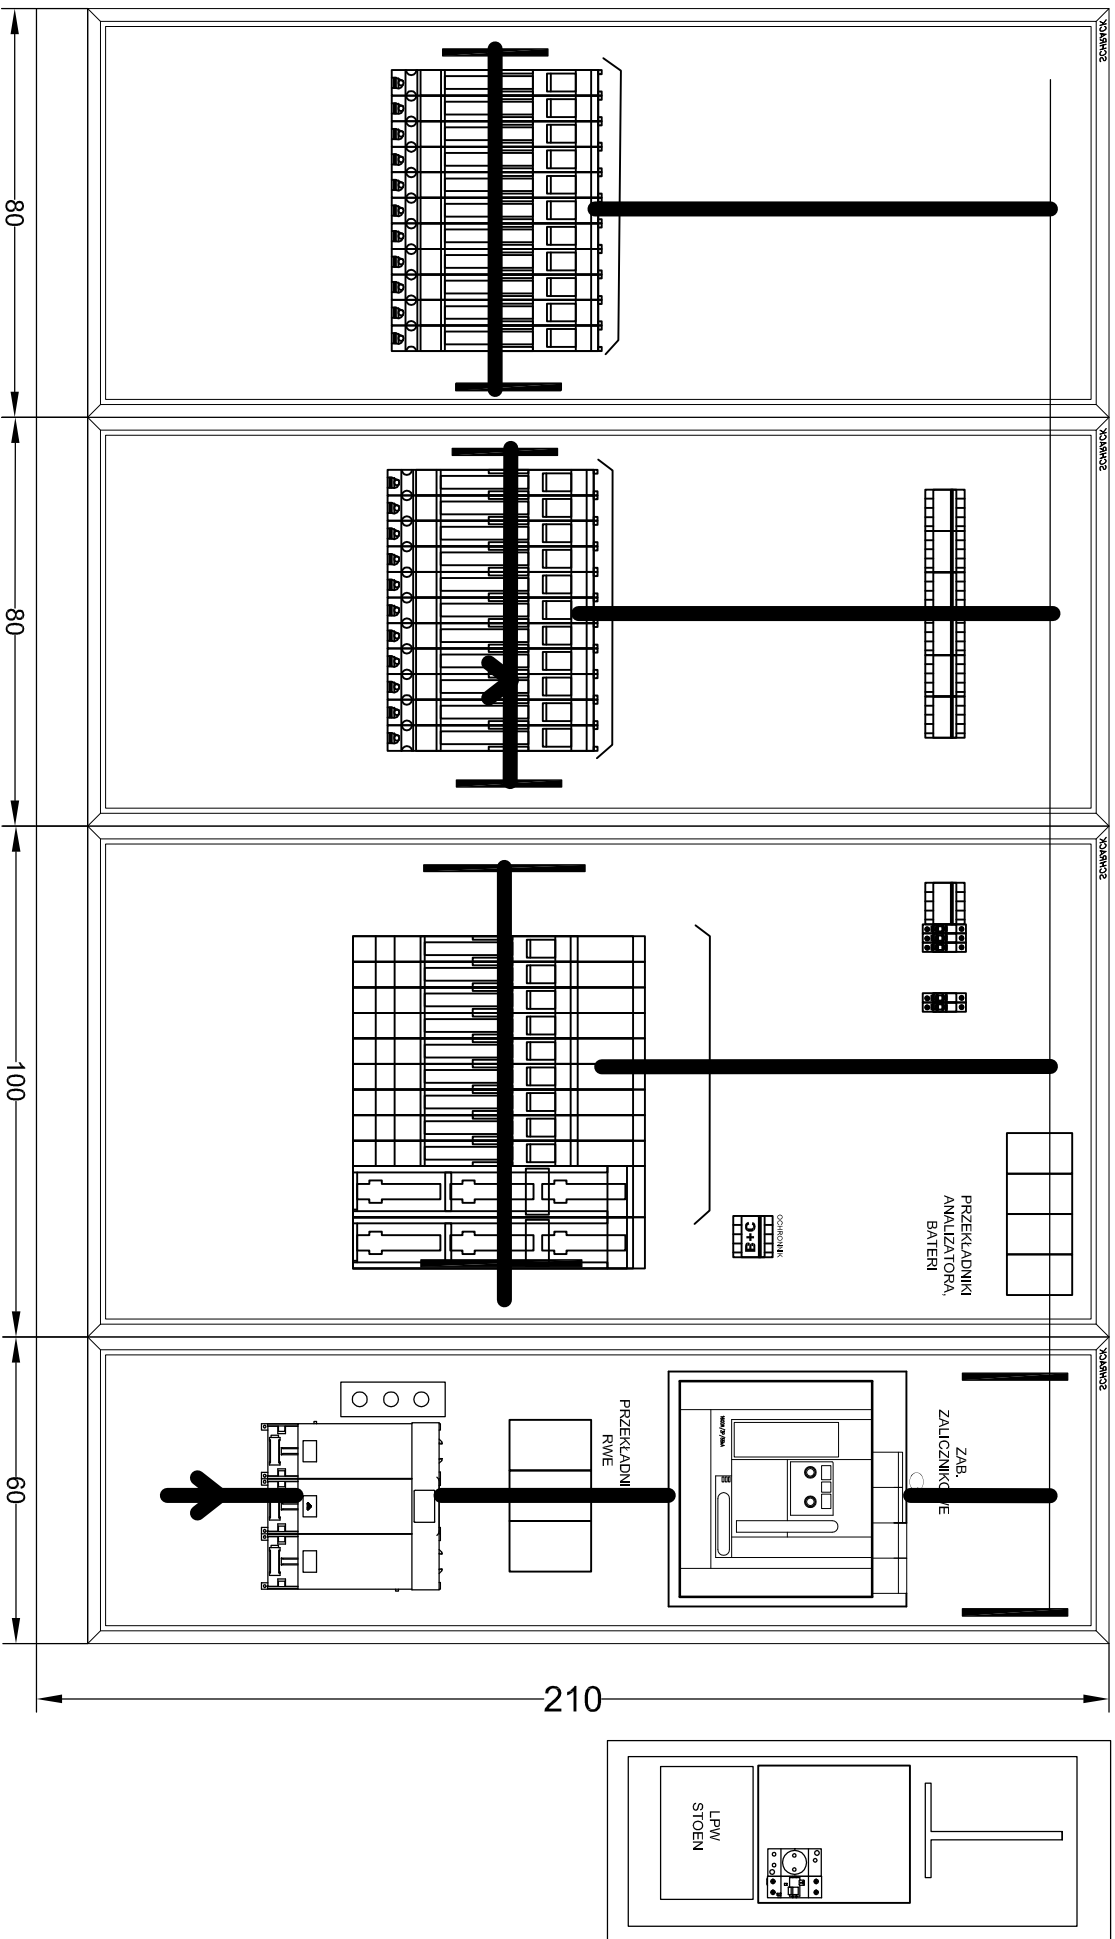 SCHRACK
SCHRACK
SCHRACK
SCHRACK
80
80
100
60
210
PRZEKŁADNIKI
ANALIZATORA,
BATERI
OCHRONNIK
B+C
ZAB.
ZALICZNIKOWE
PRZEKŁADNI
RWE
LPW
STOEN